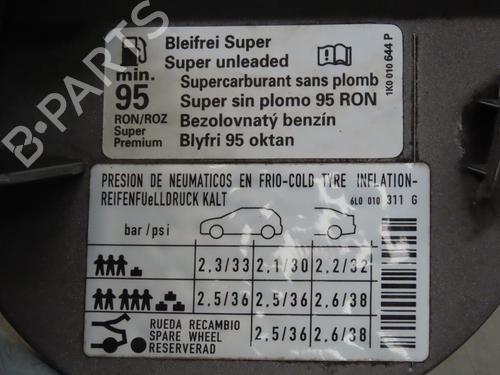 Bleifrei Super
Super unleaded
Supercarburant sans plomb
Super sin plomo 95 RON
Bezolovnatý benzín
Blyfri 95 oktan
min.
95
RON/ROZ
Super
Premium
1K0 010 644 P
PRESION DE NEUMATICOS EN FRIO-COLD TYRE INFLATION-
REIFENFUeLLDRUCK KALT
6L0 010 311 G
bar/psi
2,3/33 2,1/30 2,2/32
2,5/36 2,5/36 2,6/38
RUEDA RECAMBIO
SPARE WHEEL
RESERVERAD
2,5/36 2,6/38
B-PARTS